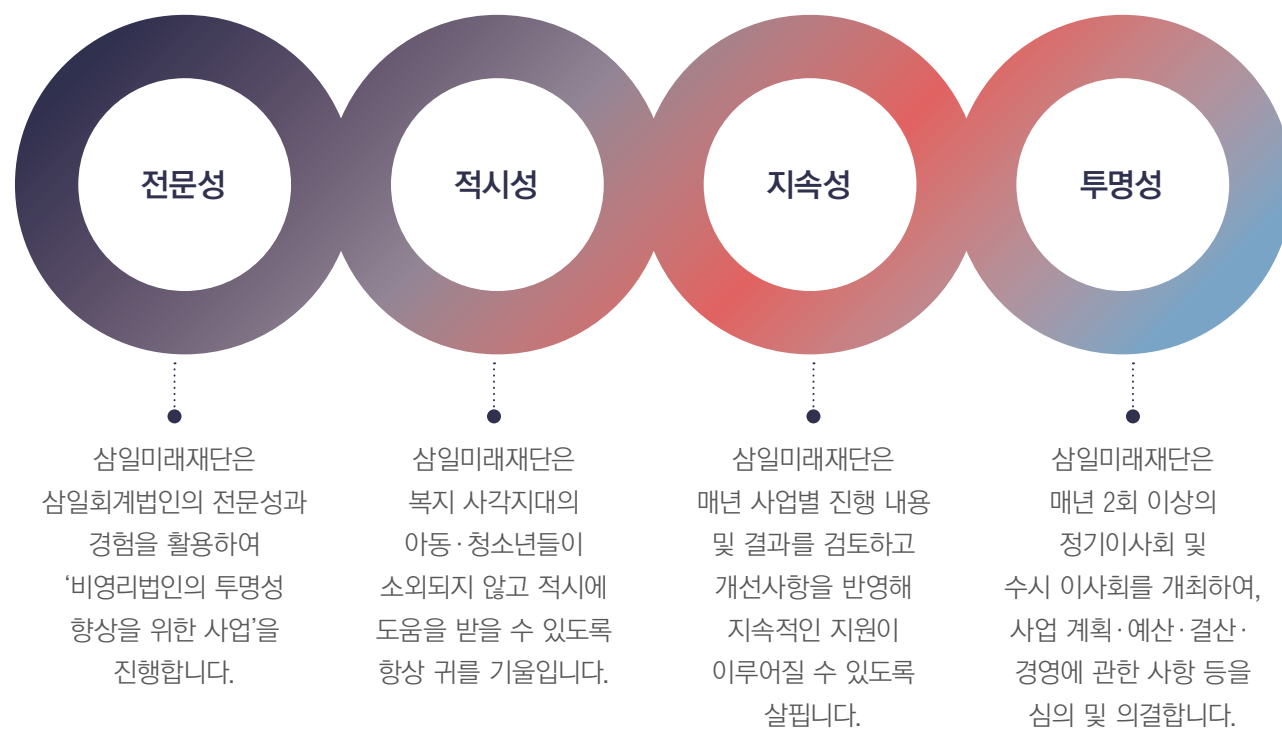 전문성
적시성
지속성
투명성
삼일미래재단은
삼일회계법인의 전문성과
경험을 활용하여
‘비영리법인의 투명성
향상을 위한 사업’을
진행합니다.
삼일미래재단은
복지 사각지대의
아동·청소년들이
소외되지 않고 적시에
도움을 받을 수 있도록
항상 귀를 기울입니다.
삼일미래재단은
매년 사업별 진행 내용
및 결과를 검토하고
개선사항을 반영해
지속적인 지원이
이루어질 수 있도록
살핍니다.
삼일미래재단은
매년 2회 이상의
정기이사회 및
수시 이사회를 개최하여,
사업 계획·예산·결산·
경영에 관한 사항 등을
심의 및 의결합니다.